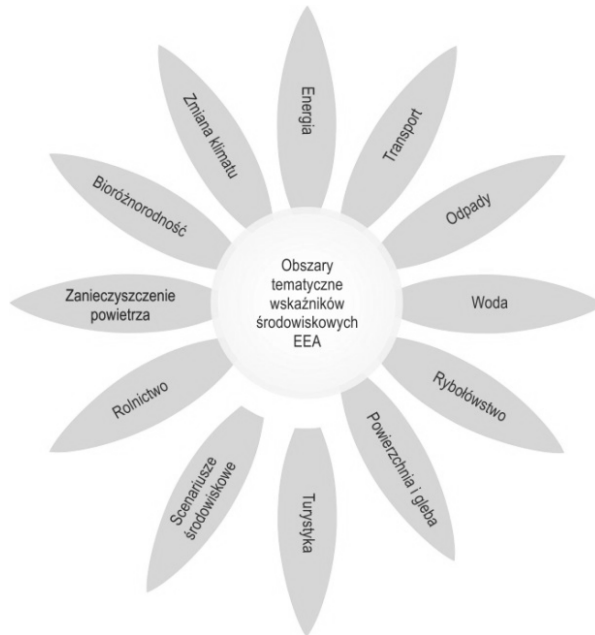 Obszary
tematyczne
wskaźników
środowiskowych
EEA
Energia
Transport
Odpady
Woda
Rybołówstwo
Powierzchnia i gleba
Turystyka
Scenariusze
środowiskowe
Rolnictwo
Zanieczyszczenie
powietrza
Bioróżnorodność
Zmiana klimatu